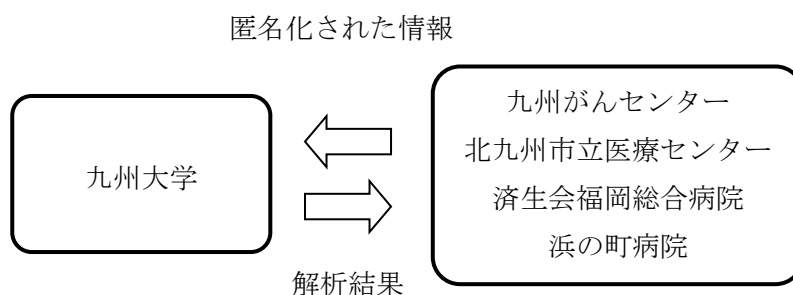 匿名化された情報
九州大学
九州がんセンター
北九州市立医療センター
済生会福岡総合病院
浜の町病院
解析結果